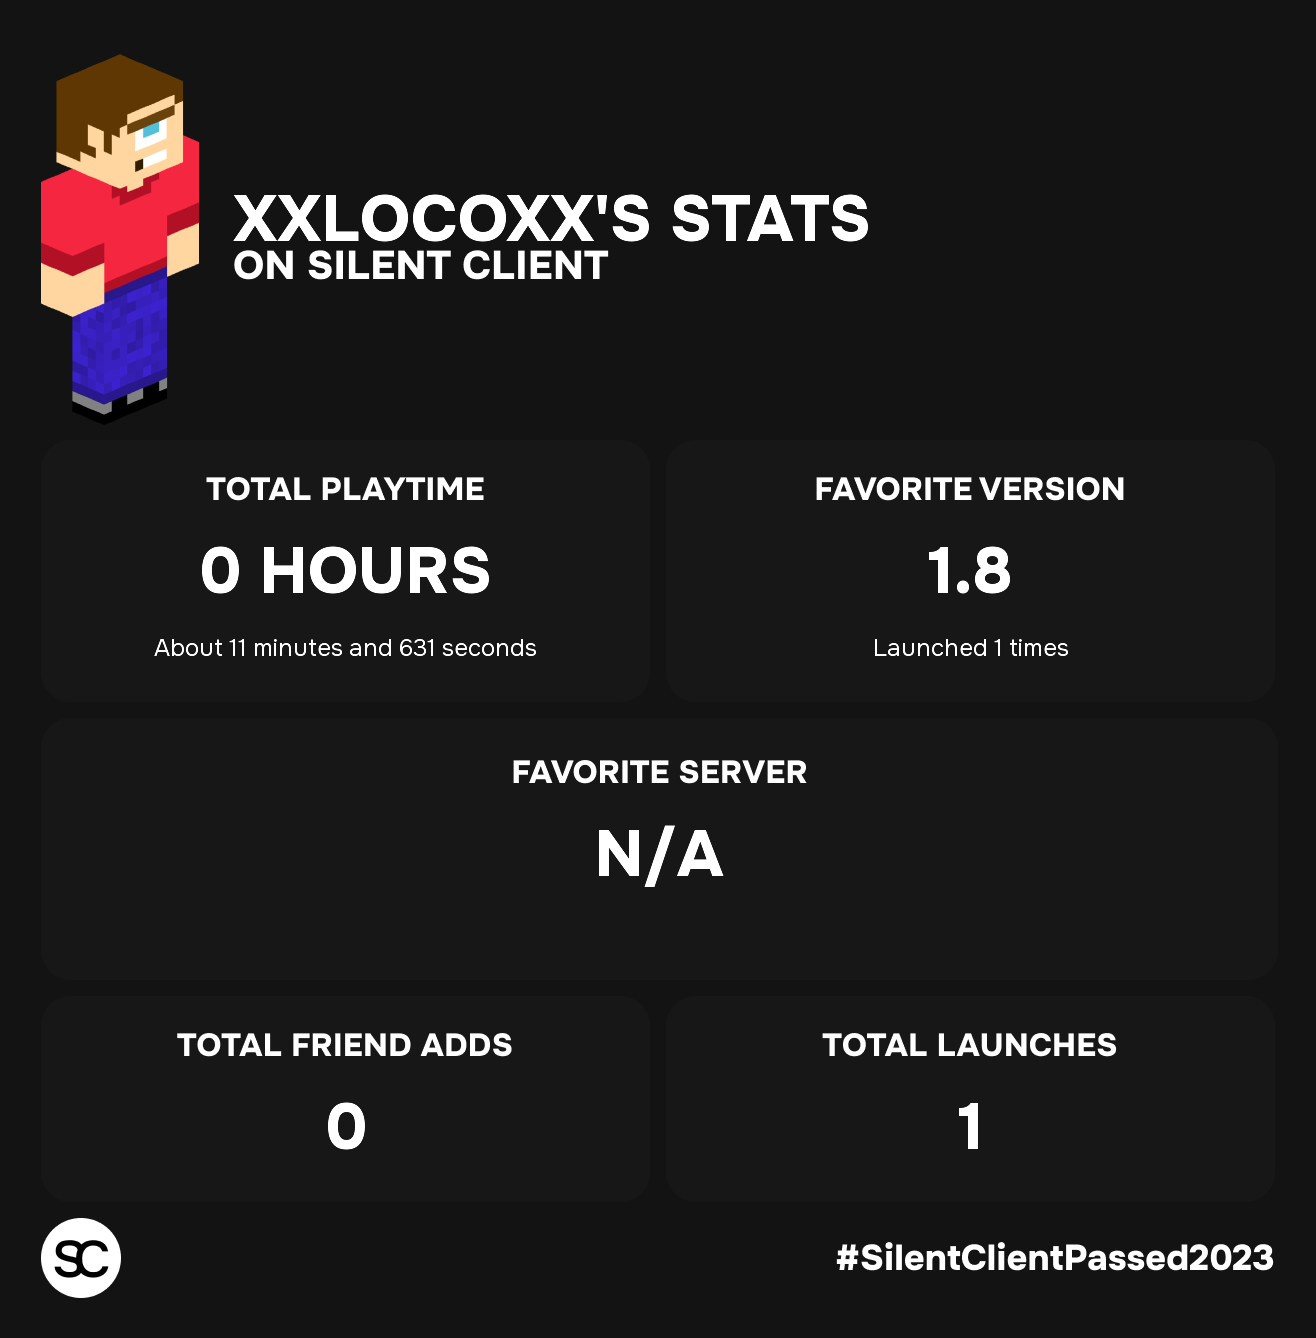 XXLOCOXX'S STATS
ON SILENT CLIENT
TOTAL PLAYTIME
0 HOURS
About 11 minutes and 631 seconds
FAVORITE VERSION
1.8
Launched 1 times
FAVORITE SERVER
N/A
TOTAL FRIEND ADDS
0
TOTAL LAUNCHES
1
SC
#SilentClientPassed2023